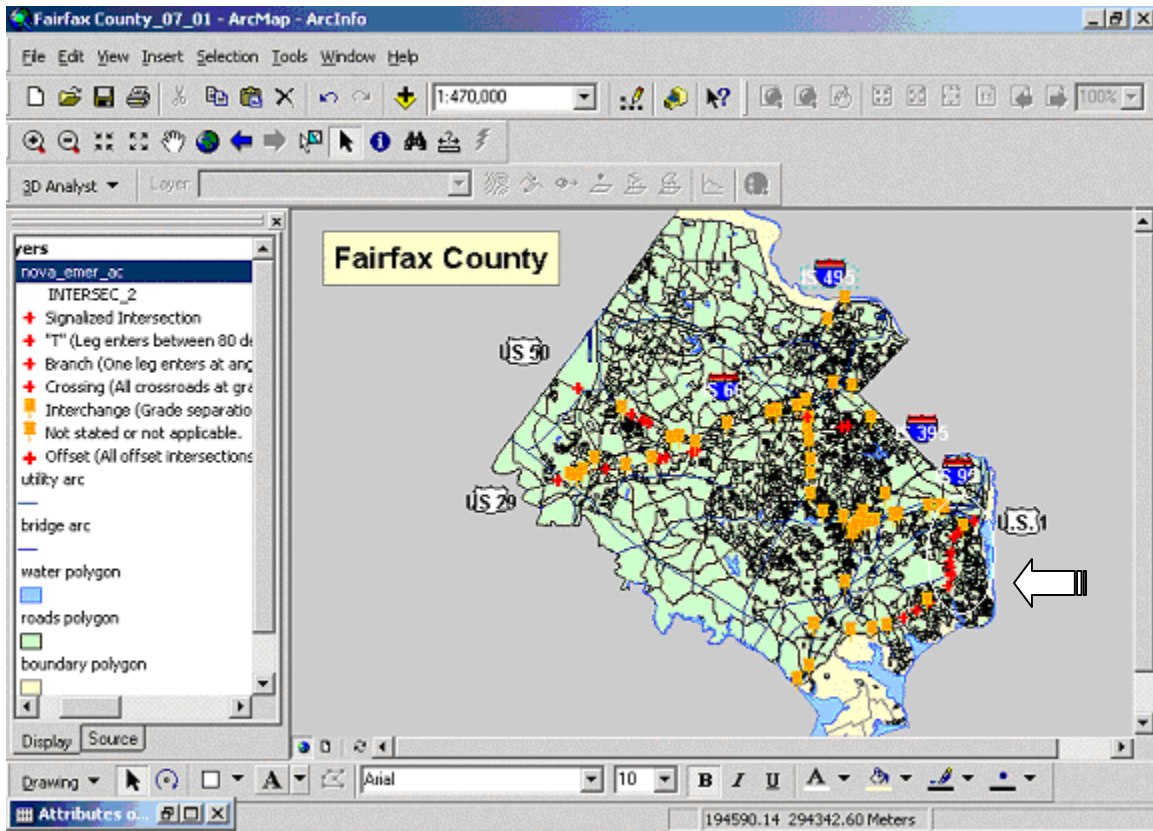 Fairfax County_07_01 - ArcMap - ArcInfo
File Edit View Insert Selection Tools Window Help
1:470,000
100%
3D Analyst
Layer:
yers
nova_emer_ac
INTERSEC_2
Signalized Intersection
"T" (Leg enters between 80 de
Branch (One leg enters at ang
Crossing (All crossroads at gra
Interchange (Grade separatio
Not stated or not applicable.
Offset (All offset intersections
utility arc
bridge arc
water polygon
roads polygon
boundary polygon
Display Source
Fairfax County
IS 495
US 50
IS 66
IS 395
IS 95
US 29
U.S. 1
Drawing
A
Arial
10
B I U A
Attributes o...
194590.14 294342.60 Meters